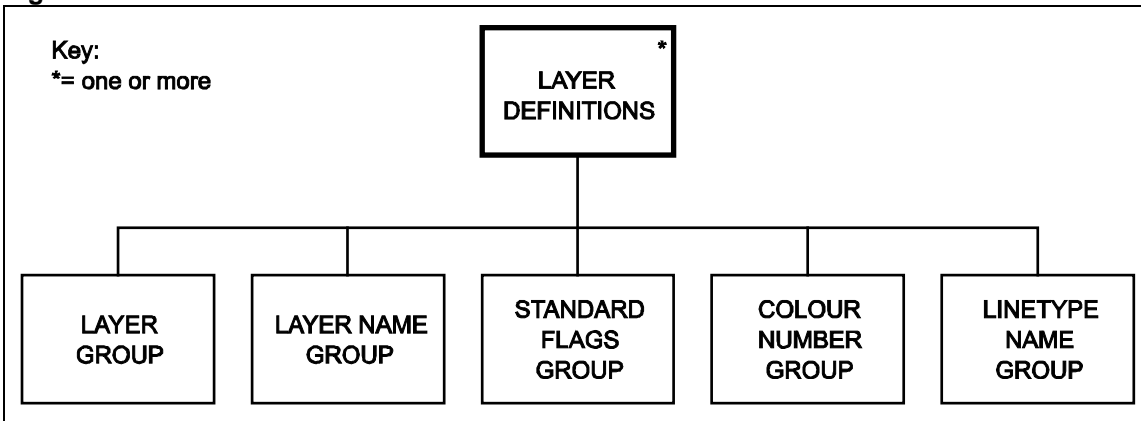 Key:
*= one or more
*
LAYER
DEFINITIONS
LAYER
GROUP
LAYER NAME
GROUP
STANDARD
FLAGS
GROUP
COLOUR
NUMBER
GROUP
LINETYPE
NAME
GROUP